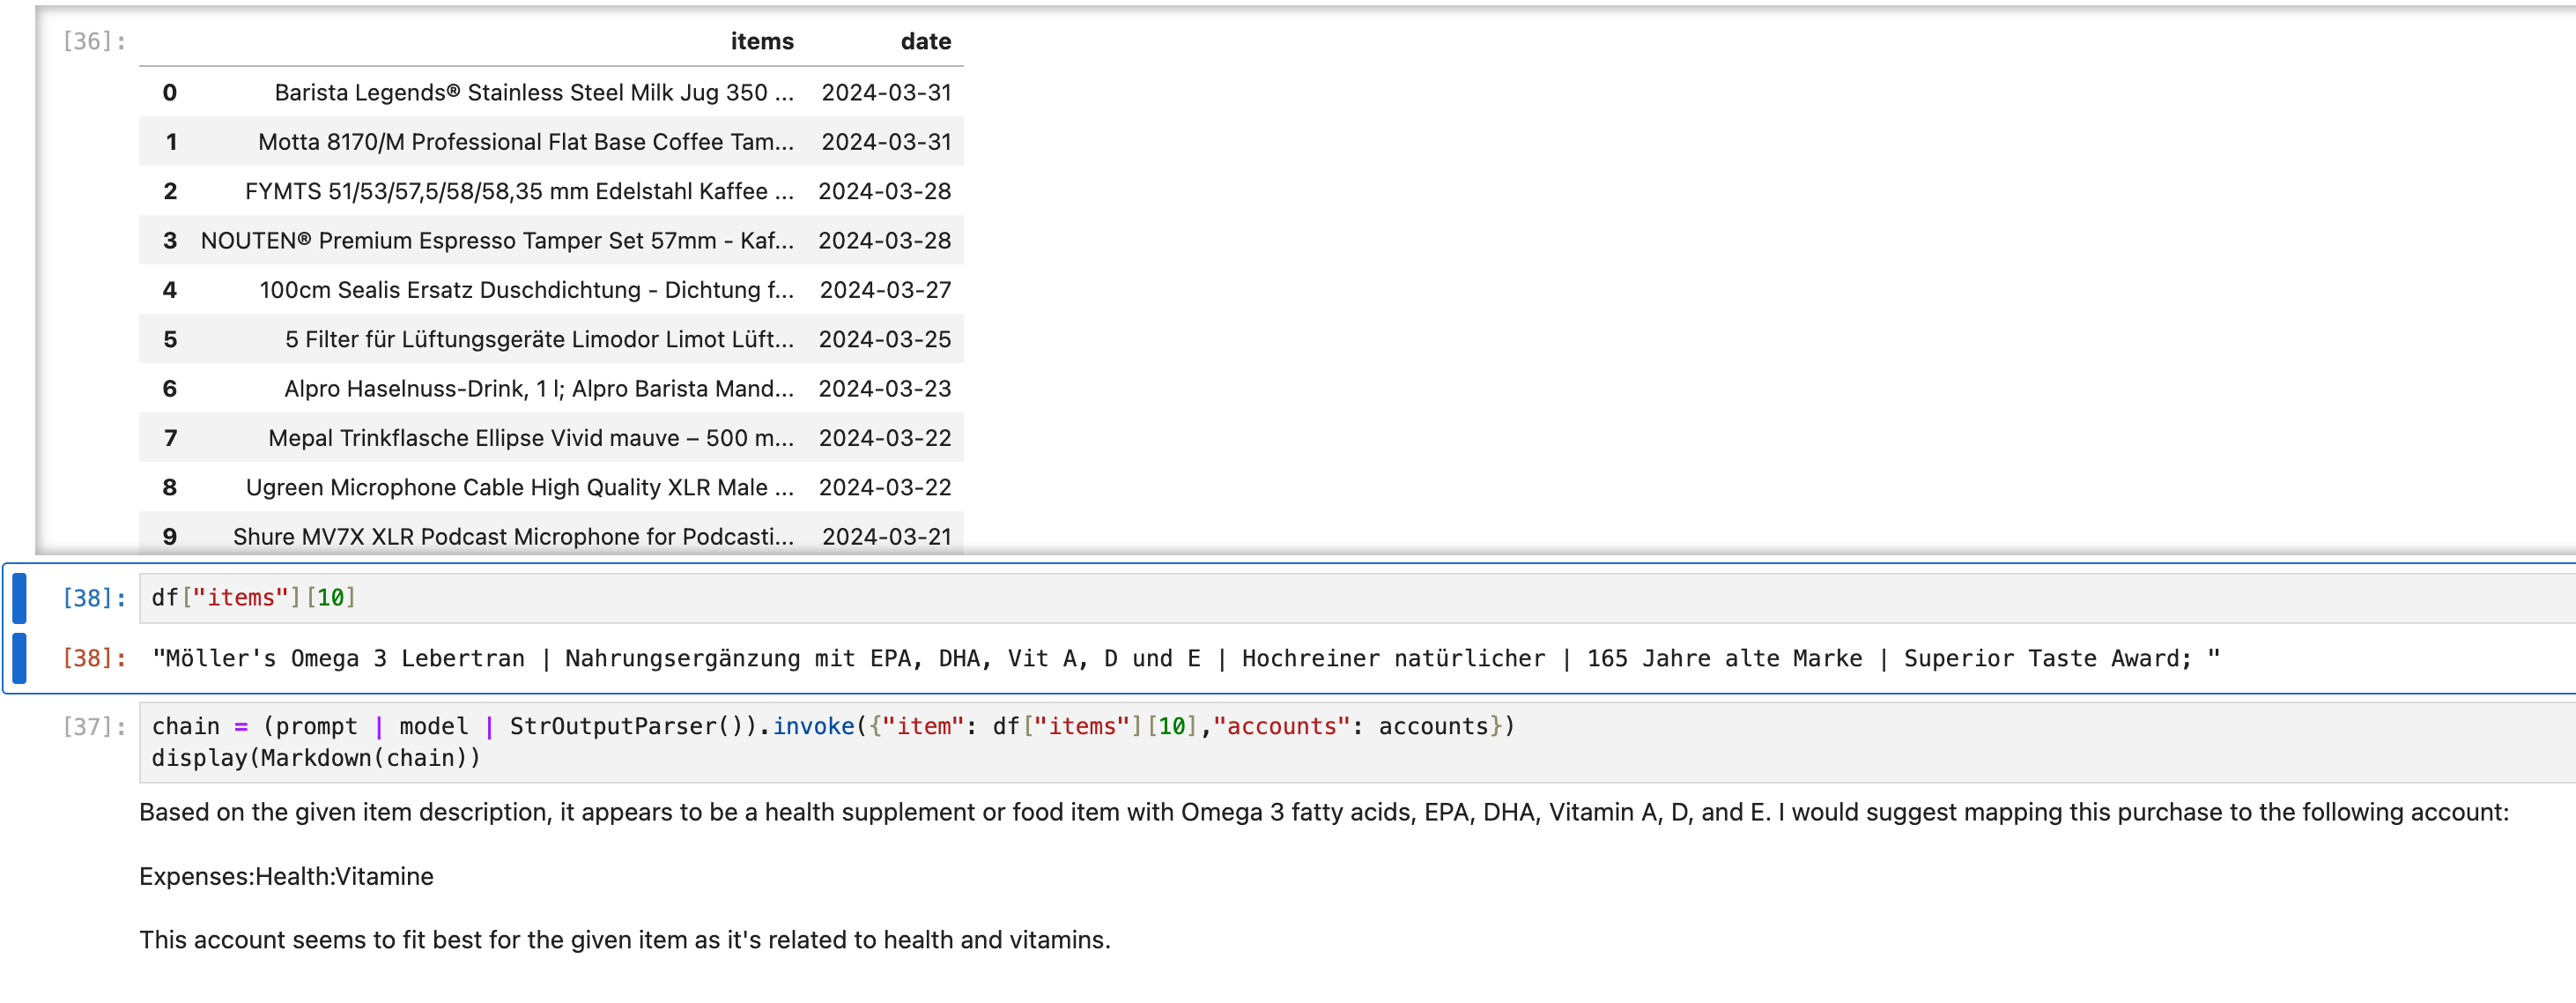 [36]: items date
0 Barista Legends® Stainless Steel Milk Jug 350 ... 2024-03-31
1 Motta 8170/M Professional Flat Base Coffee Tam... 2024-03-31
2 FYMTS 51/53/57,5/58/58,35 mm Edelstahl Kaffee ... 2024-03-28
3 NOUTEN® Premium Espresso Tamper Set 57mm - Kaf... 2024-03-28
4 100cm Sealis Ersatz Duschdichtung - Dichtung f... 2024-03-27
5 5 Filter für Lüftungsgeräte Limodor Limot Lüft... 2024-03-25
6 Alpro Haselnuss-Drink, 1 l; Alpro Barista Mand... 2024-03-23
7 Mepal Trinkflasche Ellipse Vivid mauve – 500 m... 2024-03-22
8 Ugreen Microphone Cable High Quality XLR Male ... 2024-03-22
9 Shure MV7X XLR Podcast Microphone for Podcasti... 2024-03-21
[38]: df["items"][10]
[38]: "Möller's Omega 3 Lebertran | Nahrungsergänzung mit EPA, DHA, Vit A, D und E | Hochreiner natürlicher | 165 Jahre alte Marke | Superior Taste Award; "
[37]: chain = (prompt | model | StrOutputParser()).invoke({"item": df["items"][10],"accounts": accounts})
display(Markdown(chain))
Based on the given item description, it appears to be a health supplement or food item with Omega 3 fatty acids, EPA, DHA, Vitamin A, D, and E. I would suggest mapping this purchase to the following account:
Expenses:Health:Vitamine
This account seems to fit best for the given item as it's related to health and vitamins.